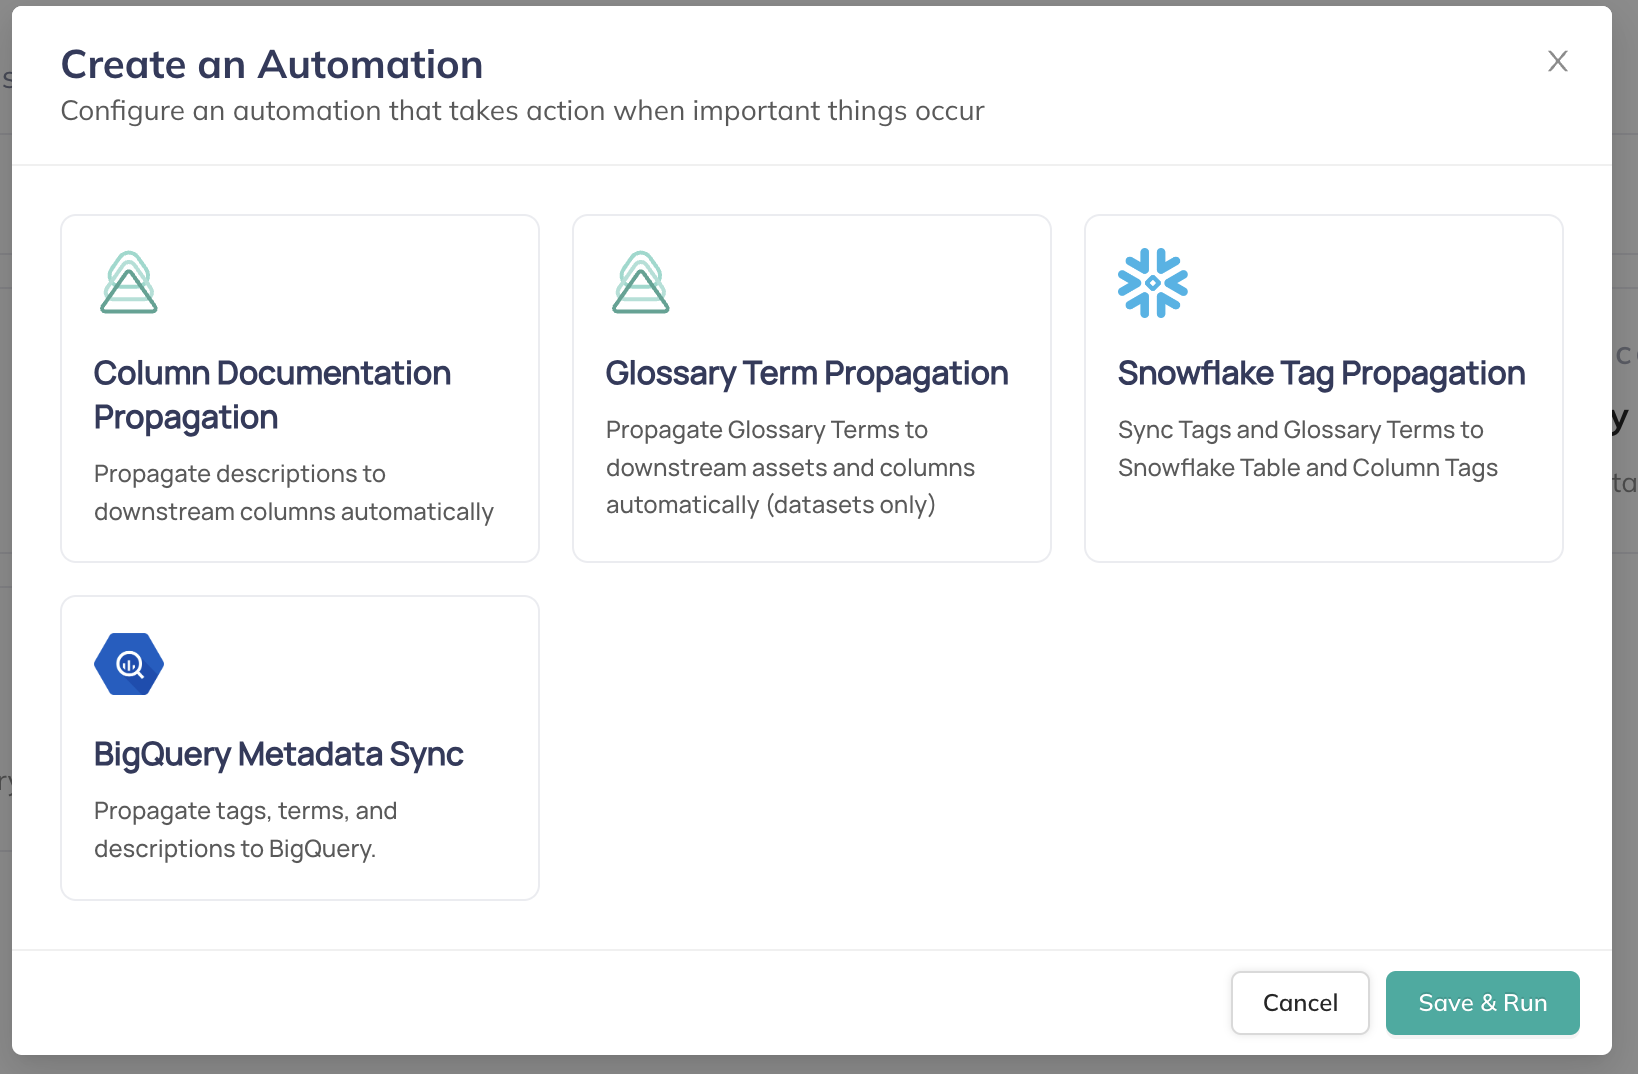 Create an Automation
Configure an automation that takes action when important things occur
Column Documentation
Propagation
Propagate descriptions to
downstream columns automatically
Glossary Term Propagation
Propagate Glossary Terms to
downstream assets and columns
automatically (datasets only)
Snowflake Tag Propagation
Sync Tags and Glossary Terms to
Snowflake Table and Column Tags
BigQuery Metadata Sync
Propagate tags, terms, and
descriptions to BigQuery.
Cancel
Save & Run